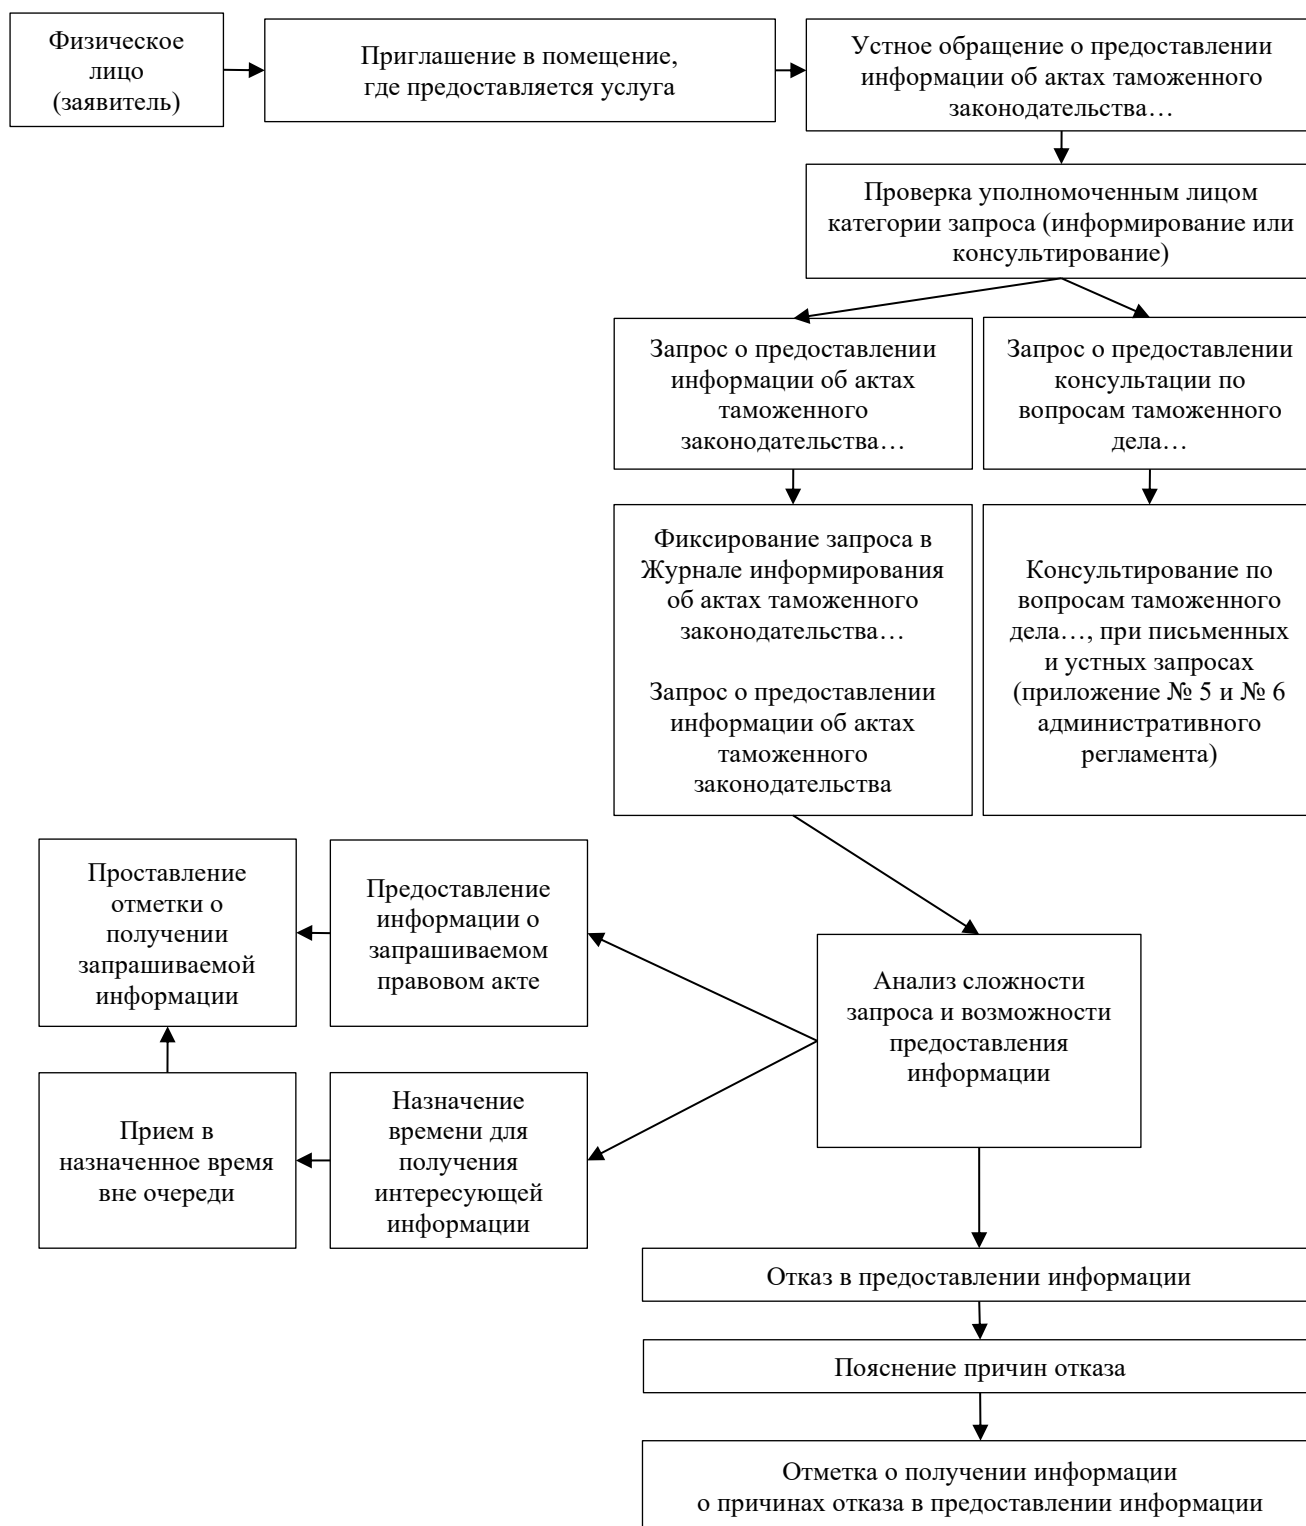 Физическое
лицо
(заявитель)
Приглашение в помещение,
где предоставляется услуга
Устное обращение о предоставлении
информации об актах таможенного
законодательства…
Проверка уполномоченным лицом
категории запроса (информирование или
консультирование)
Запрос о предоставлении
информации об актах
таможенного
законодательства…
Запрос о предоставлении
консультации по
вопросам таможенного
дела…
Фиксирование запроса в
Журнале информирования
об актах таможенного
законодательства…
Запрос о предоставлении
информации об актах
таможенного
законодательства
Консультирование по
вопросам таможенного
дела…, при письменных
и устных запросах
(приложение № 5 и № 6
административного
регламента)
Проставление
отметки о
получении
запрашиваемой
информации
Предоставление
информации о
запрашиваемом
правовом акте
Анализ сложности
запроса и возможности
предоставления
информации
Прием в
назначенное время
вне очереди
Назначение
времени для
получения
интересующей
информации
Отказ в предоставлении информации
Пояснение причин отказа
Отметка о получении информации
о причинах отказа в предоставлении информации